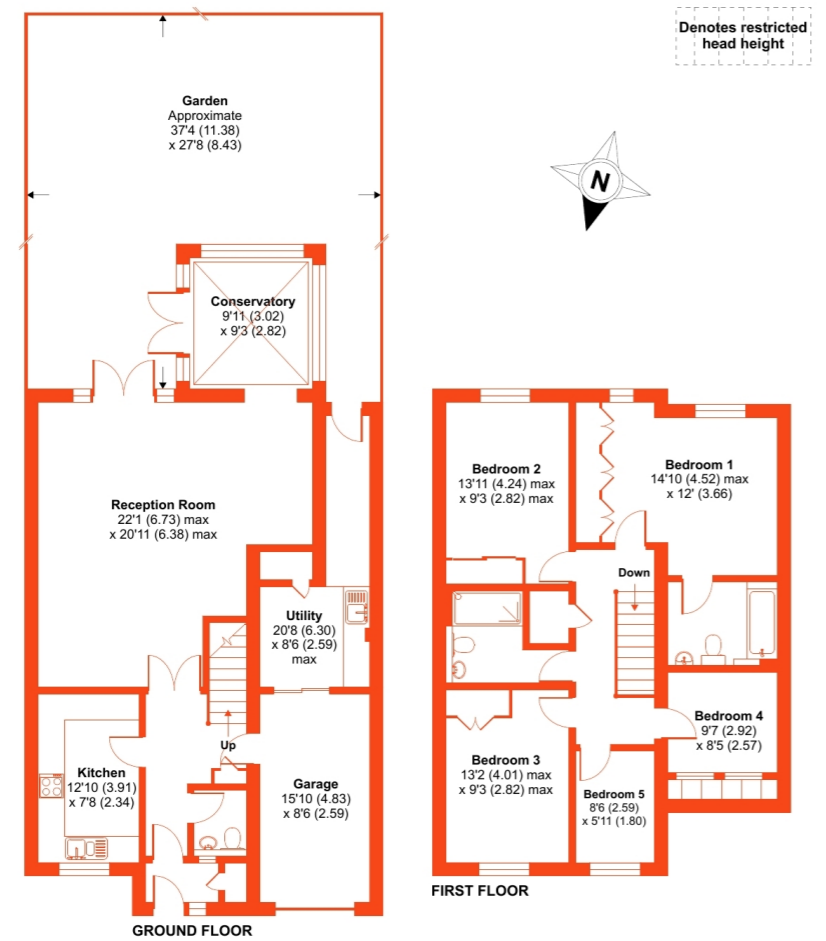 Denotes restricted
head height
Garden
Approximate
37'4 (11.38)
x 27'8 (8.43)
N
Conservatory
9'11 (3.02)
x 9'3 (2.82)
Reception Room
22'1 (6.73) max
x 20'11 (6.38) max
Utility
20'8 (6.30)
x 8'6 (2.59)
max
Up
Kitchen
12'10 (3.91)
x 7'8 (2.34)
Garage
15'10 (4.83)
x 8'6 (2.59)
GROUND FLOOR
Bedroom 2
13'11 (4.24) max
x 9'3 (2.82) max
Bedroom 1
14'10 (4.52) max
x 12' (3.66)
Down
Bedroom 4
9'7 (2.92)
x 8'5 (2.57)
Bedroom 3
13'2 (4.01) max
x 9'3 (2.82) max
Bedroom 5
8'6 (2.59)
x 5'11 (1.80)
FIRST FLOOR